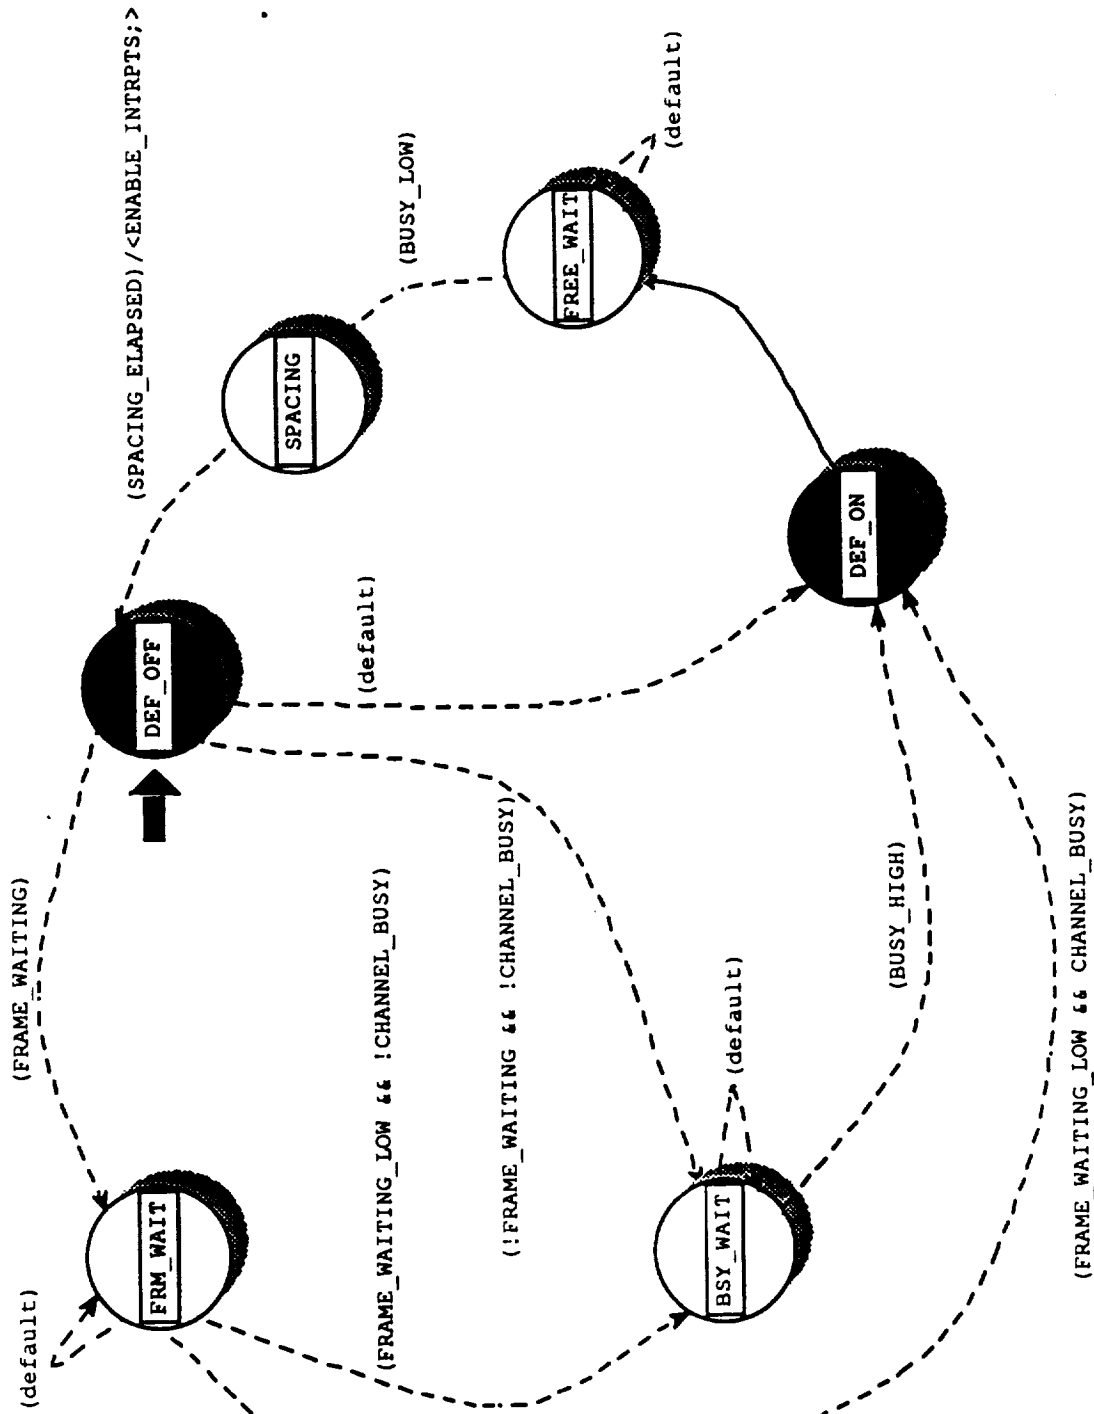 (default)
FRM_WAIT
(FRAME_WAITING)
DEF_OFF
(SPACING_ELAPSED)/<ENABLE_INTRPTS;>
SPACING
(BUSY_LOW)
FREE_WAIT
(default)
(default)
(FRAME_WAITING_LOW && !CHANNEL_BUSY)
(!FRAME_WAITING && !CHANNEL_BUSY)
BSY_WAIT
(default)
(BUSY_HIGH)
DEF_ON
(FRAME_WAITING_LOW && CHANNEL_BUSY)